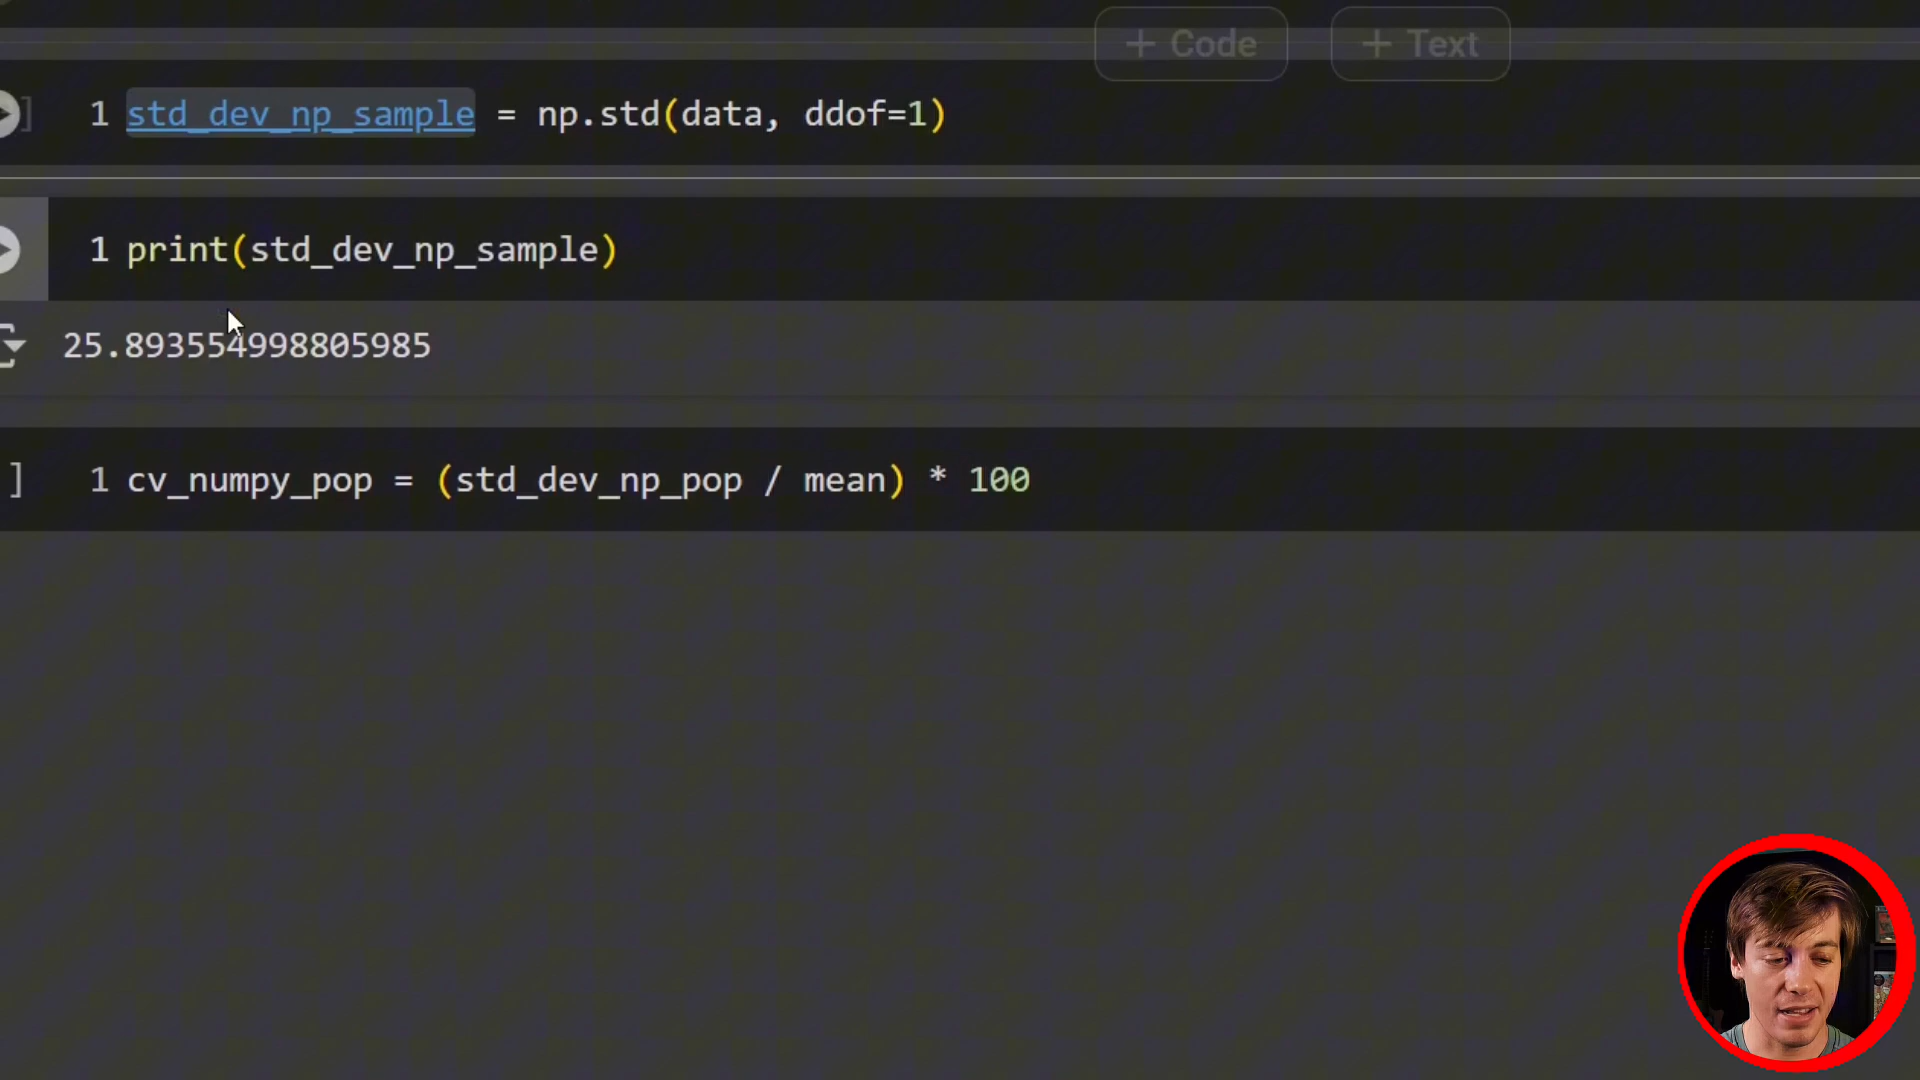 + Code + Text
1 std_dev_np_sample = np.std(data, ddof=1)
1 print(std_dev_np_sample)
25.893554998805985
] 1 cv_numpy_pop = (std_dev_np_pop / mean) * 100